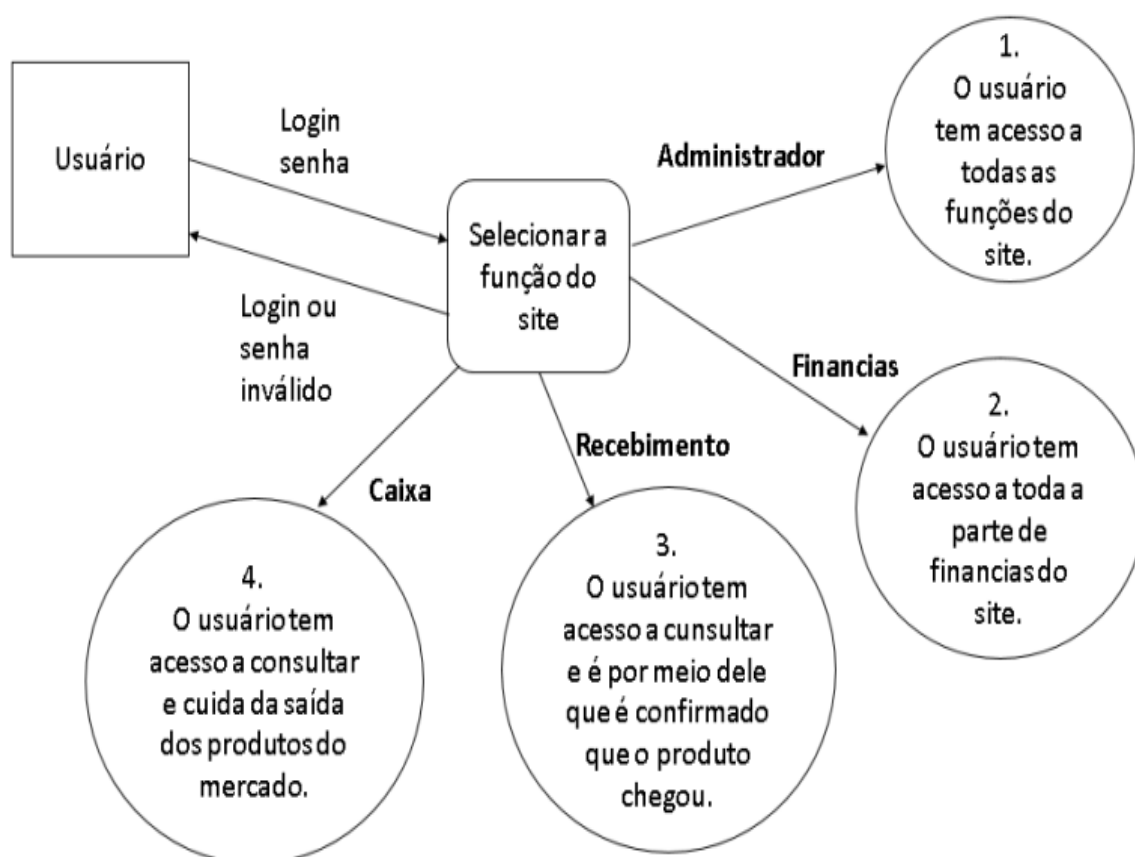 Usuário
Login
senha
Login ou
senha
inválido
Selecionar a
função do
site
Administrador
1.
O usuário
tem acesso a
todas as
funções do
site.
Financias
2.
O usuário tem
acesso a toda a
parte de
financias do
site.
Recebimento
3.
O usuário tem
acesso a cunsultar
e é por meio dele
que é confirmado
que o produto
chegou.
Caixa
4.
O usuário tem
acesso a consultar
e cuida da saída
dos produtos do
mercado.